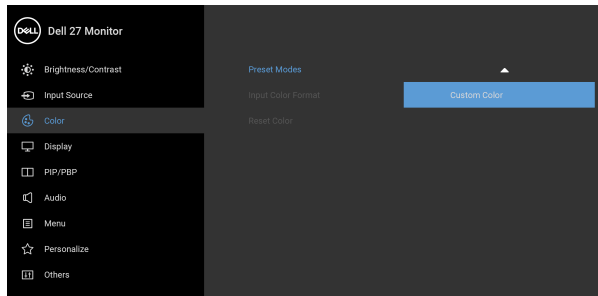 DELL Dell 27 Monitor
Brightness/Contrast
Input Source
Color
Display
PIP/PBP
Audio
Menu
Personalize
Others
Preset Modes
Input Color Format
Reset Color
Custom Color